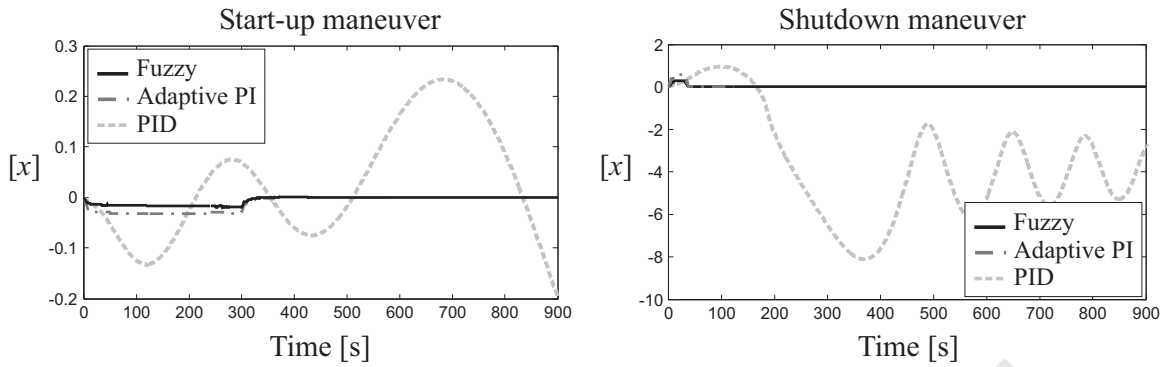 Start-up maneuver
0.3
0.2
0.1
0
-0.1
-0.2
[x]
Fuzzy
Adaptive PI
PID
0 100 200 300 400 500 600 700 800 900
Time [s]
Shutdown maneuver
2
0
-2
-4
-6
-8
-10
[x]
Fuzzy
Adaptive PI
PID
0 100 200 300 400 500 600 700 800 900
Time [s]